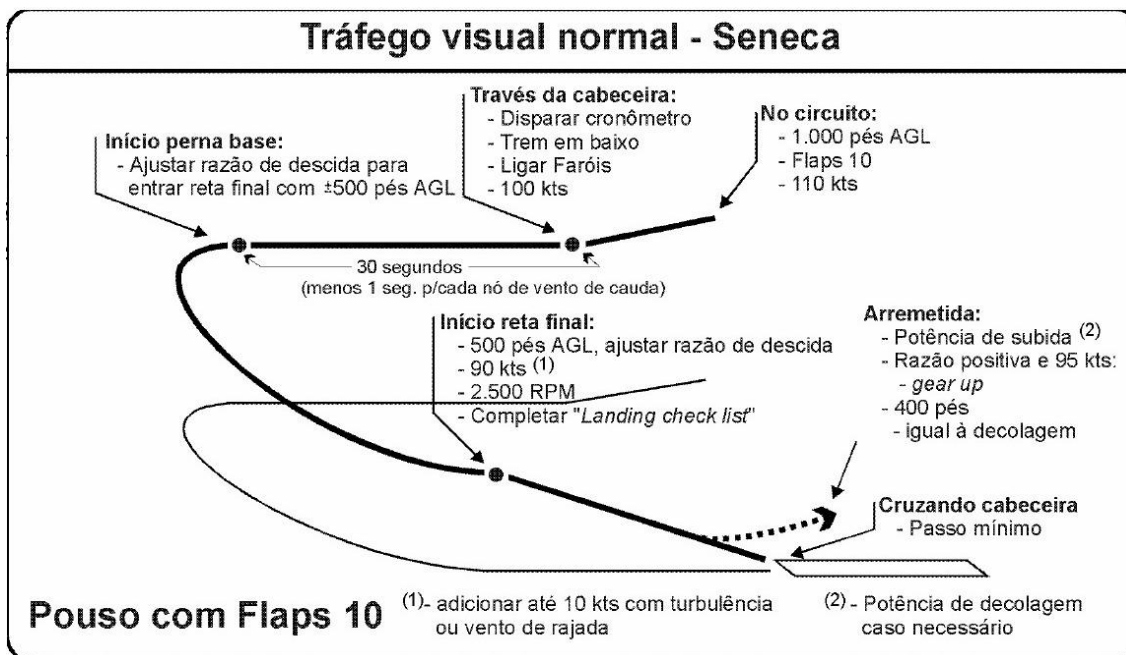 Tráfego visual normal - Seneca
Través da cabeceira:
- Disparar cronômetro
- Trem em baixo
- Ligar Faróis
- 100 kts
No circuito:
- 1.000 pés AGL
- Flaps 10
- 110 kts
Início perna base:
- Ajustar razão de descida para
entrar reta final com ±500 pés AGL
30 segundos
(menos 1 seg. p/cada nó de vento de cauda)
Início reta final:
- 500 pés AGL, ajustar razão de descida
- 90 kts (1)
- 2.500 RPM
- Completar "Landing check list"
Arremetida:
- Potência de subida (2)
- Razão positiva e 95 kts:
- gear up
- 400 pés
- igual à decolagem
Cruzando cabeceira
- Passo mínimo
Pouso com Flaps 10
(1)- adicionar até 10 kts com turbulência
ou vento de rajada
(2) - Potência de decolagem
caso necessário